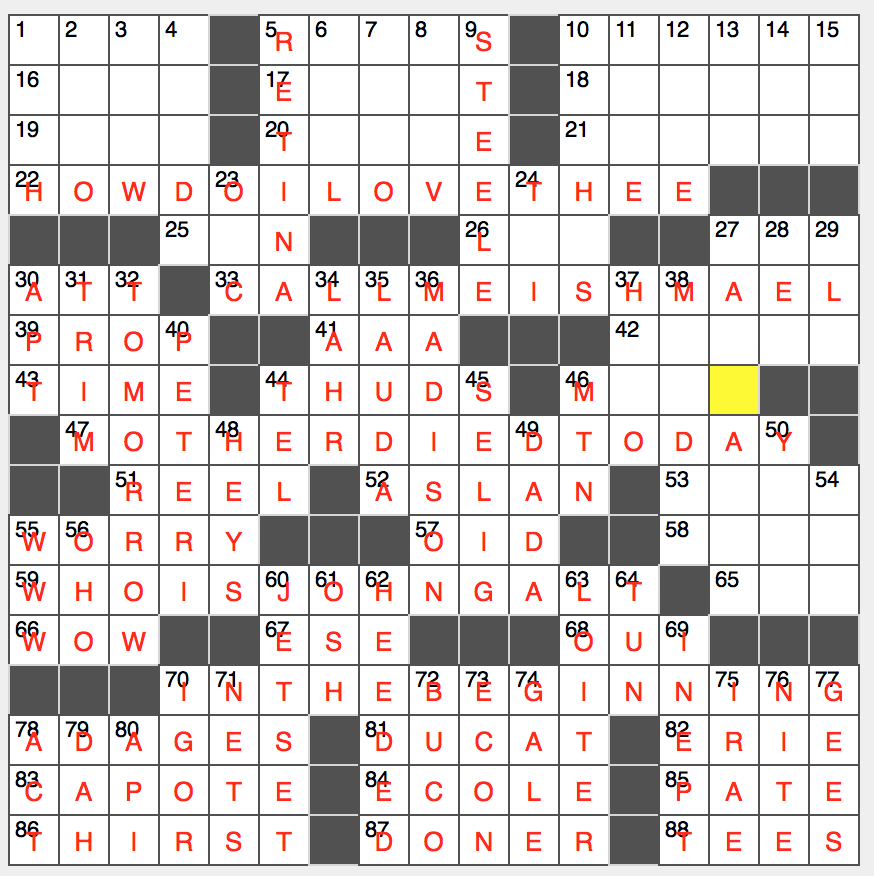 1 2 3 4 5 R 6 7 8 9 S 10 11 12 13 14 15
16 17 E T 18
19 20 T E 21
22 H O W D 23 O I L O V E 24 T H E E
25 N 26 L 27 28 29
30 A 31 T 32 T 33 C A 34 L 35 L 36 M E I S 37 H 38 M A E L
39 P R O 40 P 41 A A A 42
43 T I M E 44 T H U D 45 S 46 M
47 M O T 48 H E R D I E 49 D T O D A 50 Y
51 R E E L 52 A S L A N 53 54
55 W 56 O R R Y 57 O I D 58
59 W H O I S 60 J 61 O 62 H N G A 63 L 64 T 65
66 W O W 67 E S E 68 O U 69 I
70 I 71 N T H E 72 B 73 E 74 G I N N 75 I 76 N 77 G
78 A 79 D 80 A G E S 81 D U C A T 82 E R I E
83 C A P O T E 84 E C O L E 85 P A T E
86 T H I R S T 87 D O N E R 88 T E E S